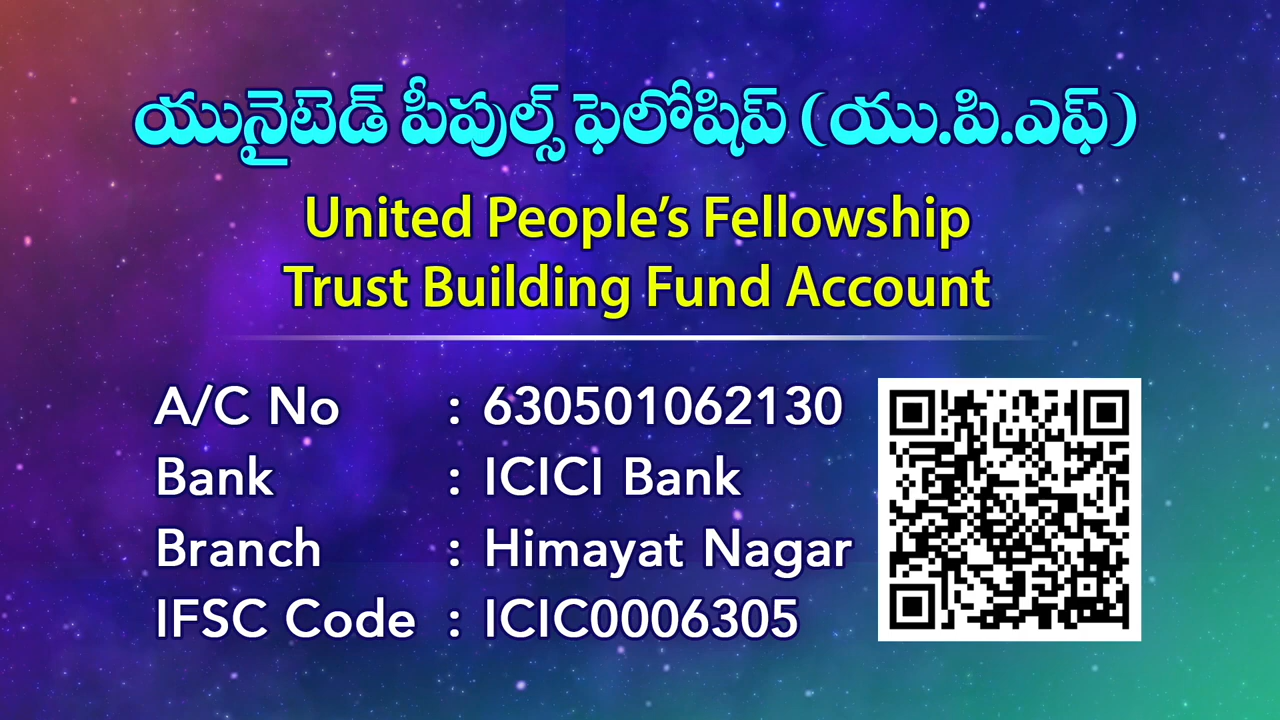 యునైటెడ్ పీపుల్స్ ఫెలోషిప్ (యు.పి.ఎఫ్)
United People’s Fellowship
Trust Building Fund Account
A/C No : 630501062130
Bank : ICICI Bank
Branch : Himayat Nagar
IFSC Code : ICIC0006305